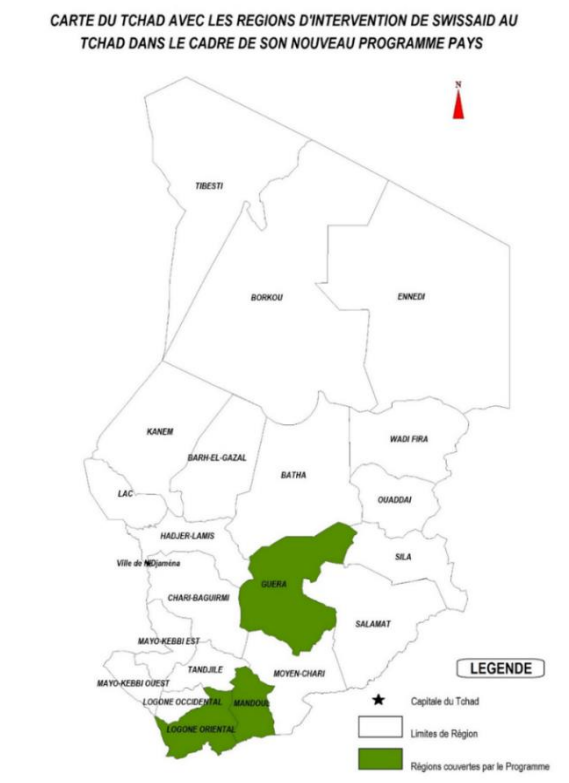 CARTE DU TCHAD AVEC LES REGIONS D'INTERVENTION DE SWISSAID AU
TCHAD DANS LE CADRE DE SON NOUVEAU PROGRAMME PAYS
N
TIBESTI
BORKOU
ENNEDI
KANEM
WADI FIRA
BARH-EL-GAZAL
BATHA
LAC
OUADDAI
HADJER-LAMIS
SILA
Ville de N'Djaména
GUERA
CHARI-BAGUIRMI
SALAMAT
MAYO-KEBBI EST
TANDJILE
MOYEN-CHARI
MAYO-KEBBI OUEST
LOGONE OCCIDENTAL
MANDOUL
LOGONE ORIENTAL
LEGENDE
Capitale du Tchad
Limites de Région
Régions couvertes par le Programme